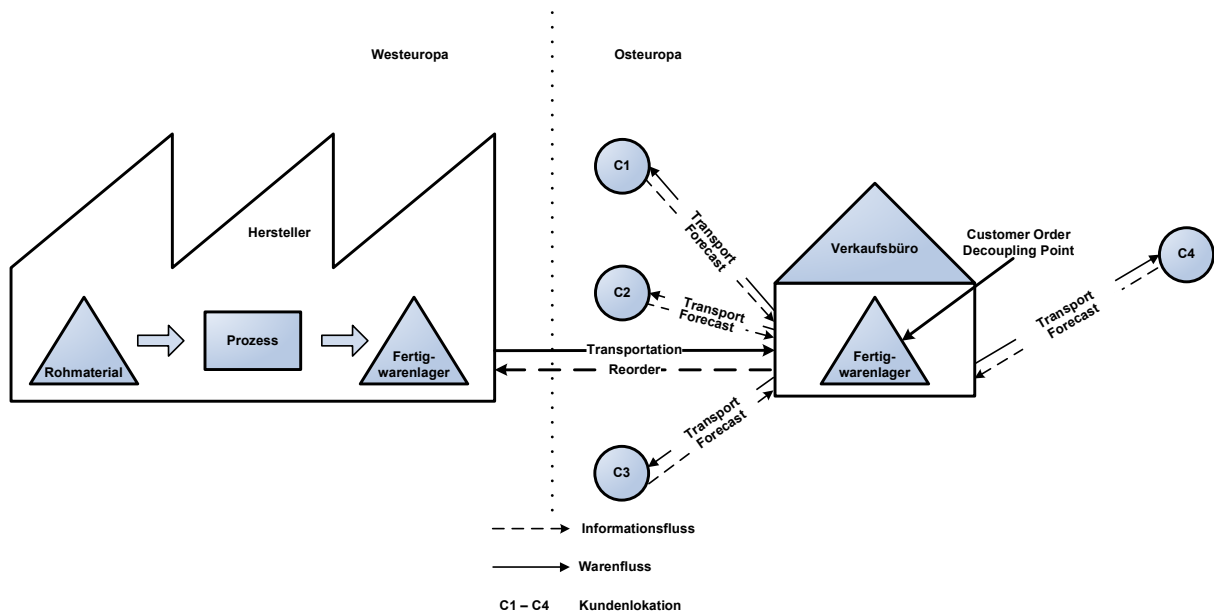 Westeuropa
Osteuropa
C1
Hersteller
Transport
Forecast
Verkaufsbüro
Customer Order
Decoupling Point
C4
C2
Transport
Forecast
Transport
Forecast
Rohmaterial
Prozess
Fertig-
warenlager
Transportation
Reorder
Fertig-
warenlager
Transport
Forecast
C3
Informationsfluss
Warenfluss
C1 – C4 Kundenlokation